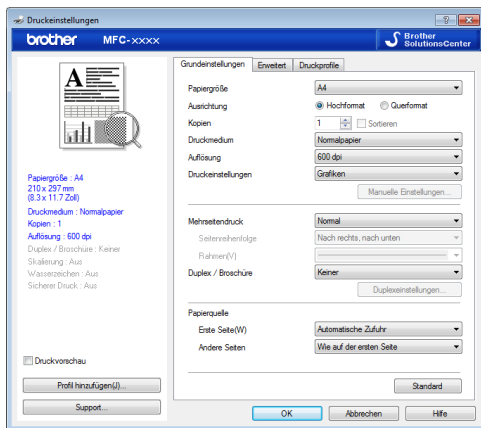 Druckeinstellungen
brother MFC-xxxx
Brother
SolutionsCenter
A
Papiergröße : A4
210 x 297 mm
(8.3 x 11.7 Zoll)
Druckmedium : Normalpapier
Kopien : 1
Auflösung : 600 dpi
Duplex / Broschüre : Keiner
Skalierung : Aus
Wasserzeichen : Aus
Sicherer Druck : Aus
Druckvorschau
Profil hinzufügen(J)...
Support...
Grundeinstellungen Erweitert Druckprofile
Papiergröße A4
Ausrichtung Hochformat Querformat
Kopien 1 Sortieren
Druckmedium Normalpapier
Auflösung 600 dpi
Druckeinstellungen Grafiken
Manuelle Einstellungen...
Mehrseitendruck Normal
Seitenreihenfolge Nach rechts, nach unten
Rahmen(V)
Duplex / Broschüre Keiner
Duplexeinstellungen...
Papierquelle
Erste Seite(W) Automatische Zufuhr
Andere Seiten Wie auf der ersten Seite
Standard
OK Abbrechen Hilfe